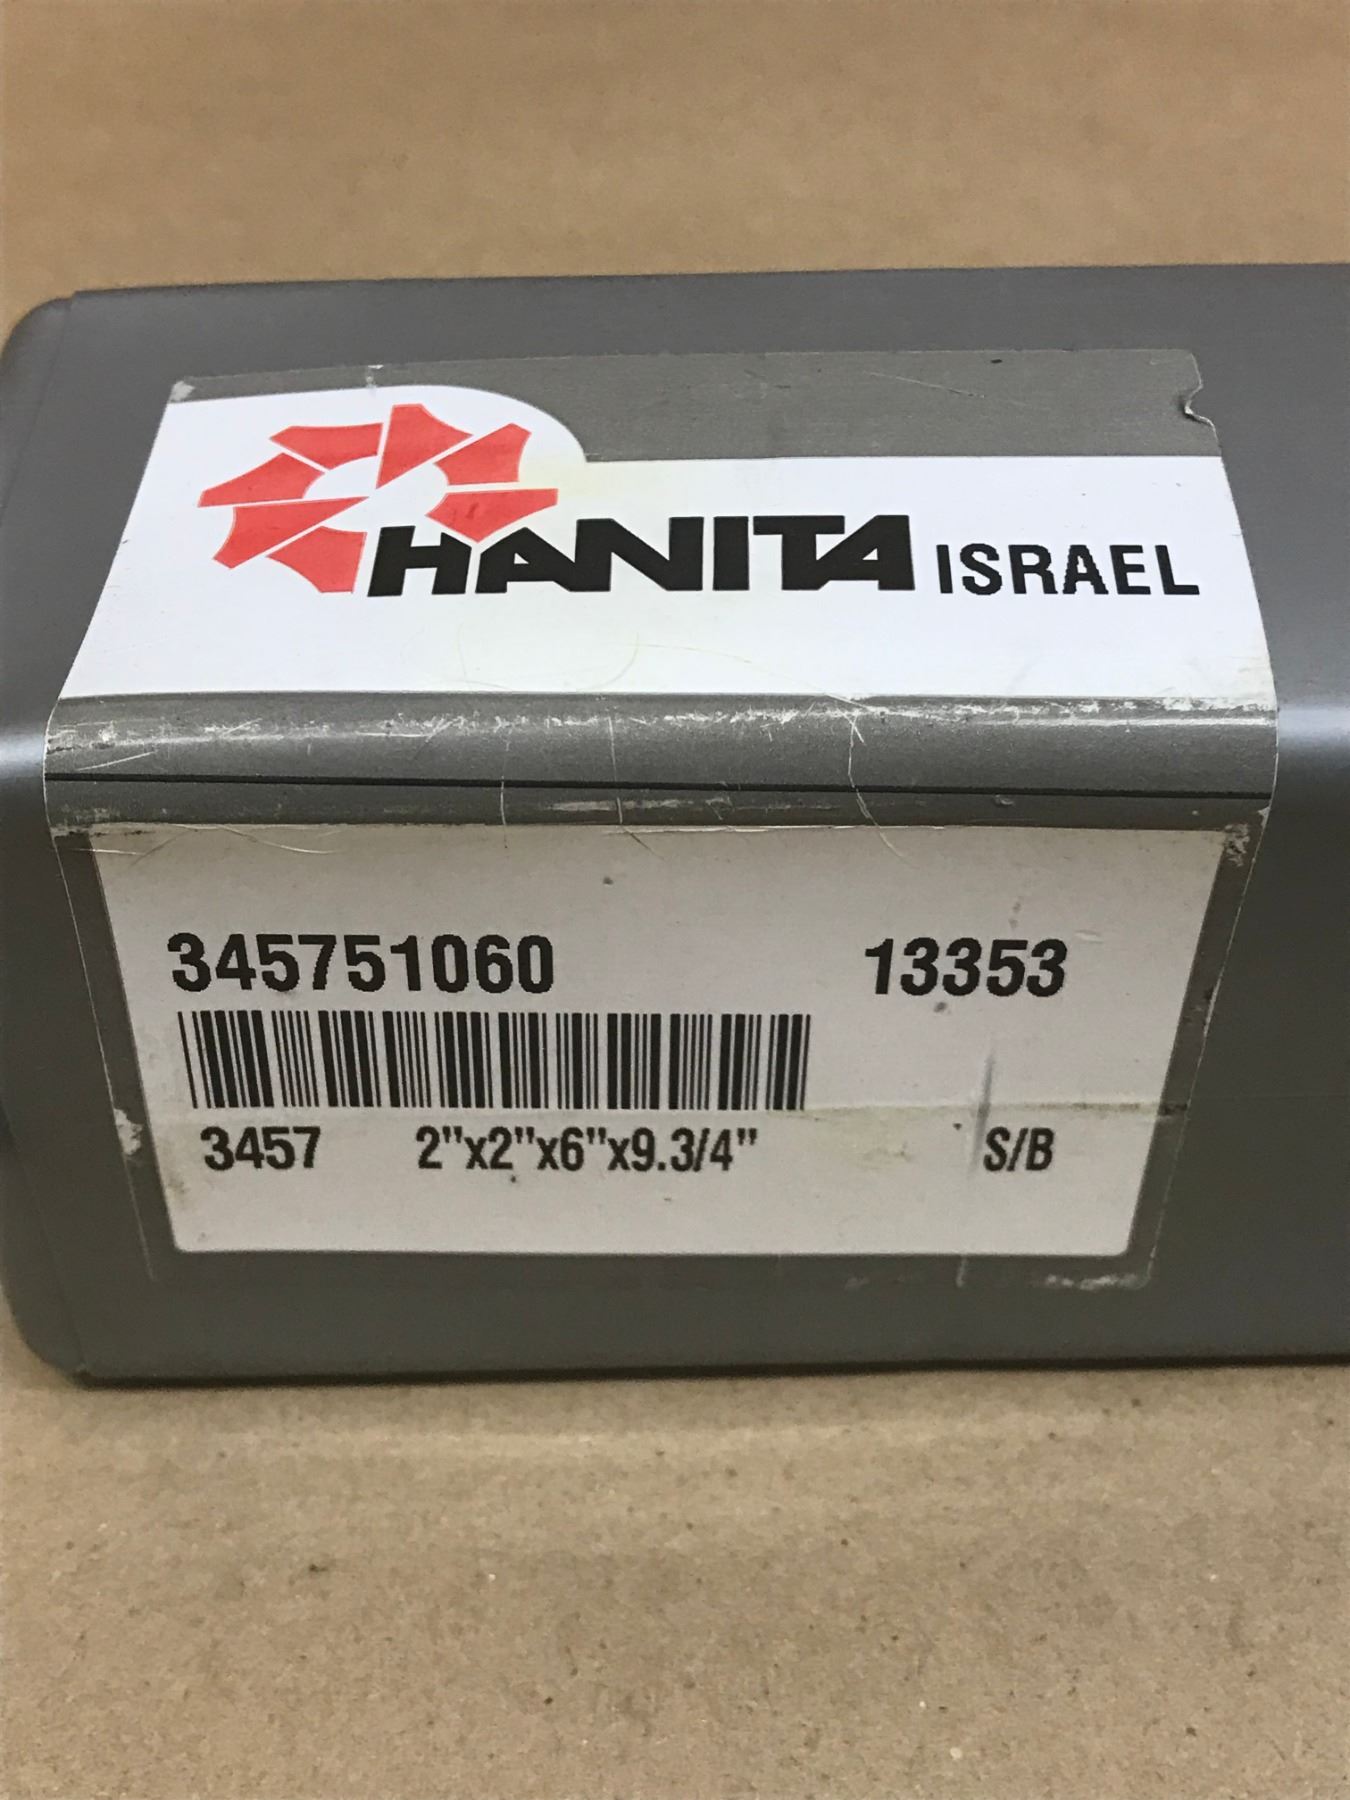 HANITA ISRAEL
345751060 13353
3457 2"x2"x6"x9.3/4" S/B